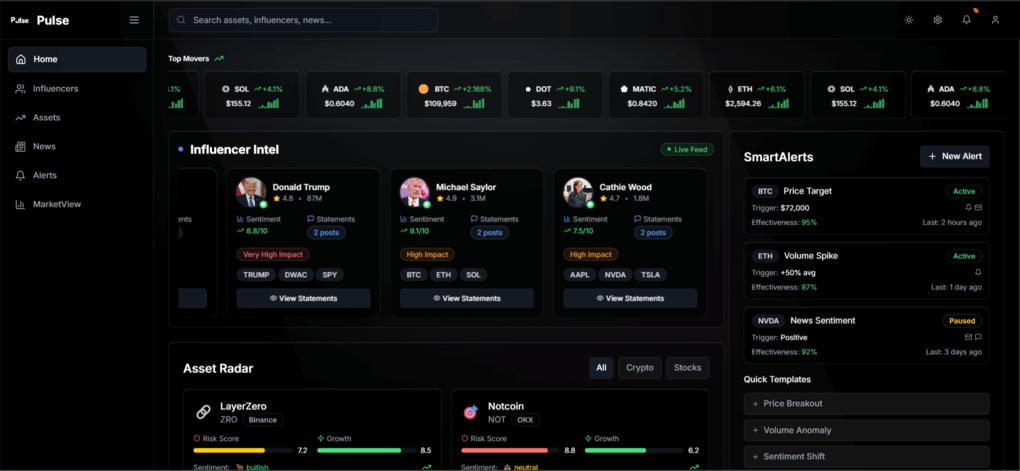 Pulse Pulse
Search assets, influencers, news...
Home
Influencers
Assets
News
Alerts
MarketView
Top Movers
SOL +4.1%
$155.12
ADA +8.8%
$0.6040
BTC +2.168%
$109,959
DOT +9.1%
$3.63
MATIC +5.2%
$0.8420
ETH +6.1%
$2,594.26
SOL +4.1%
$155.12
ADA +8.8%
$0.6040
Influencer Intel
Live Feed
Donald Trump
4.8 • 87M
Sentiment Statements
8.8/10 2 posts
Very High Impact
TRUMP DWAC SPY
View Statements
Michael Saylor
4.9 • 3.1M
Sentiment Statements
9.1/10 2 posts
High Impact
BTC ETH SOL
View Statements
Cathie Wood
4.7 • 1.8M
Sentiment Statements
7.5/10 2 posts
High Impact
AAPL NVDA TSLA
View Statements
SmartAlerts
+ New Alert
BTC Price Target Active
Trigger: $72,000
Effectiveness: 95% Last: 2 hours ago
ETH Volume Spike Active
Trigger: +50% avg
Effectiveness: 87% Last: 1 day ago
NVDA News Sentiment Paused
Trigger: Positive
Effectiveness: 92% Last: 3 days ago
Quick Templates
+ Price Breakout
+ Volume Anomaly
+ Sentiment Shift
Asset Radar
All Crypto Stocks
LayerZero
ZRO Binance
Risk Score Growth
7.2 8.5
Sentiment: bullish
Notcoin
NOT OKX
Risk Score Growth
8.8 6.2
Sentiment: neutral